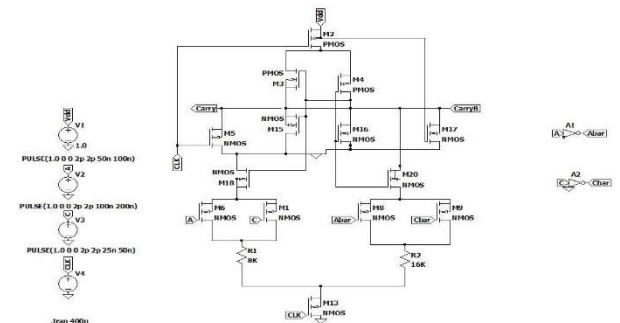 Vdd
M2
PMOS
PMOS
M3
M4
PMOS
Carry
CarryB
NMOS
M15
M5
NMOS
M16
NMOS
M17
NMOS
CLK
NMOS
M18
M20
NMOS
M6
NMOS
M1
NMOS
M8
NMOS
M9
NMOS
A
C
Abar
Cbar
R1
8K
R2
16K
M13
NMOS
CLK
Vdd
V1
1.0
PULSE(1.0 0 0 2p 2p 50n 100n)
A
V2
PULSE(1.0 0 0 2p 2p 100n 200n)
C
V3
PULSE(1.0 0 0 2p 2p 25n 50n)
CLK
V4
.tran 400n
A1
A
Abar
A2
C
Cbar